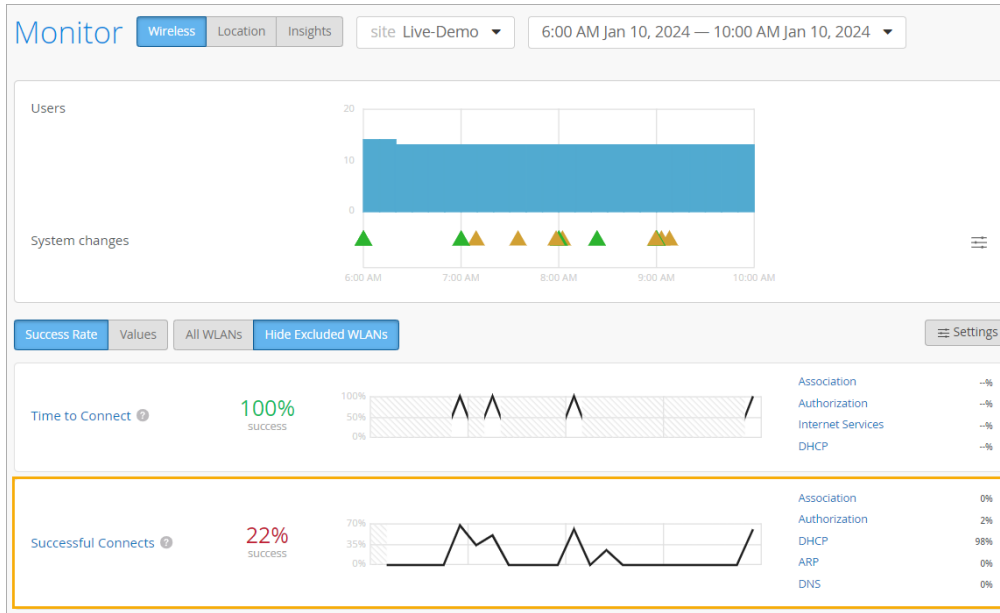 Monitor Wireless Location Insights site Live-Demo 6:00 AM Jan 10, 2024 — 10:00 AM Jan 10, 2024
Users
20
10
0
System changes
6:00 AM 7:00 AM 8:00 AM 9:00 AM 10:00 AM
Success Rate Values All WLANs Hide Excluded WLANs Settings
Time to Connect ?
100%
success
100%
50%
0%
Association --%
Authorization --%
Internet Services --%
DHCP --%
Successful Connects ?
22%
success
70%
35%
0%
Association 0%
Authorization 2%
DHCP 98%
ARP 0%
DNS 0%